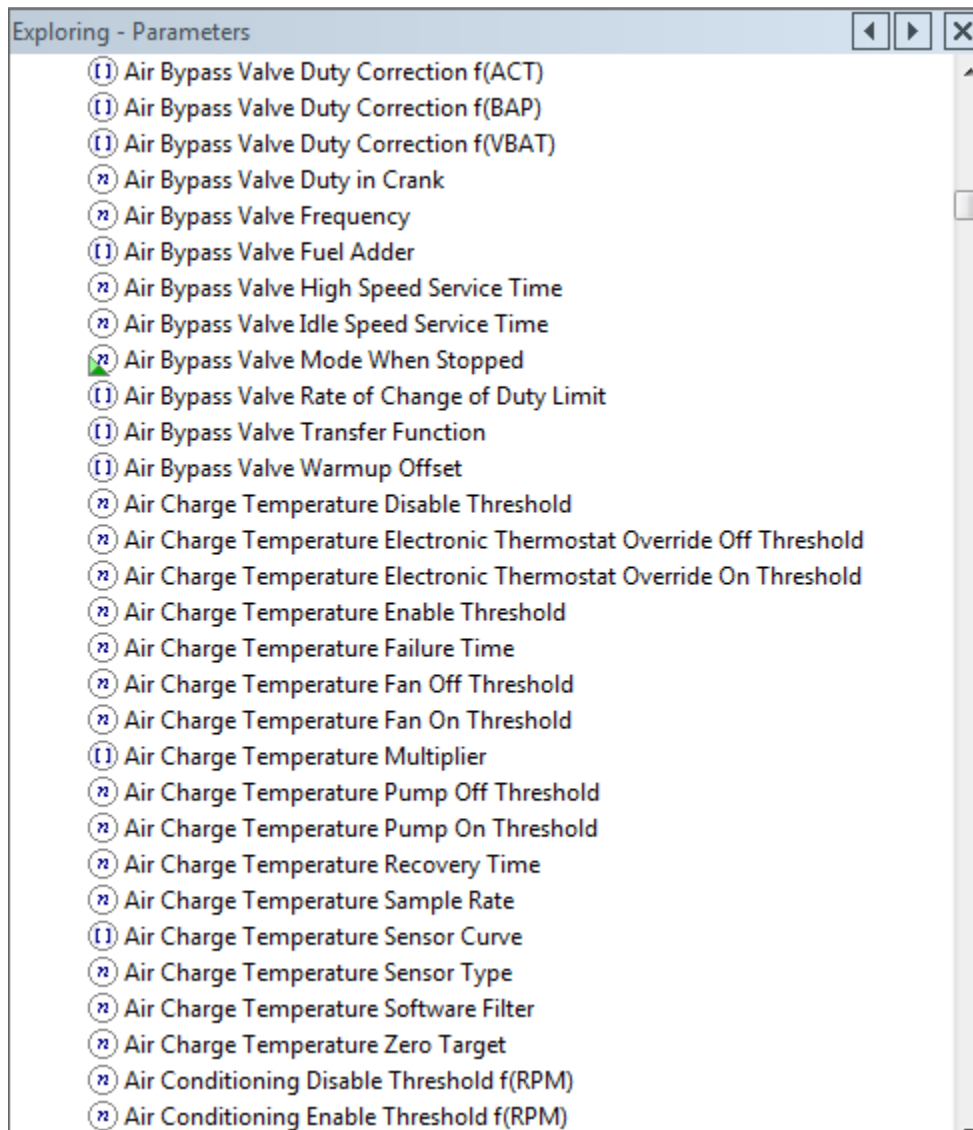 Exploring - Parameters
Air Bypass Valve Duty Correction f(ACT)
Air Bypass Valve Duty Correction f(BAP)
Air Bypass Valve Duty Correction f(VBAT)
Air Bypass Valve Duty in Crank
Air Bypass Valve Frequency
Air Bypass Valve Fuel Adder
Air Bypass Valve High Speed Service Time
Air Bypass Valve Idle Speed Service Time
Air Bypass Valve Mode When Stopped
Air Bypass Valve Rate of Change of Duty Limit
Air Bypass Valve Transfer Function
Air Bypass Valve Warmup Offset
Air Charge Temperature Disable Threshold
Air Charge Temperature Electronic Thermostat Override Off Threshold
Air Charge Temperature Electronic Thermostat Override On Threshold
Air Charge Temperature Enable Threshold
Air Charge Temperature Failure Time
Air Charge Temperature Fan Off Threshold
Air Charge Temperature Fan On Threshold
Air Charge Temperature Multiplier
Air Charge Temperature Pump Off Threshold
Air Charge Temperature Pump On Threshold
Air Charge Temperature Recovery Time
Air Charge Temperature Sample Rate
Air Charge Temperature Sensor Curve
Air Charge Temperature Sensor Type
Air Charge Temperature Software Filter
Air Charge Temperature Zero Target
Air Conditioning Disable Threshold f(RPM)
Air Conditioning Enable Threshold f(RPM)